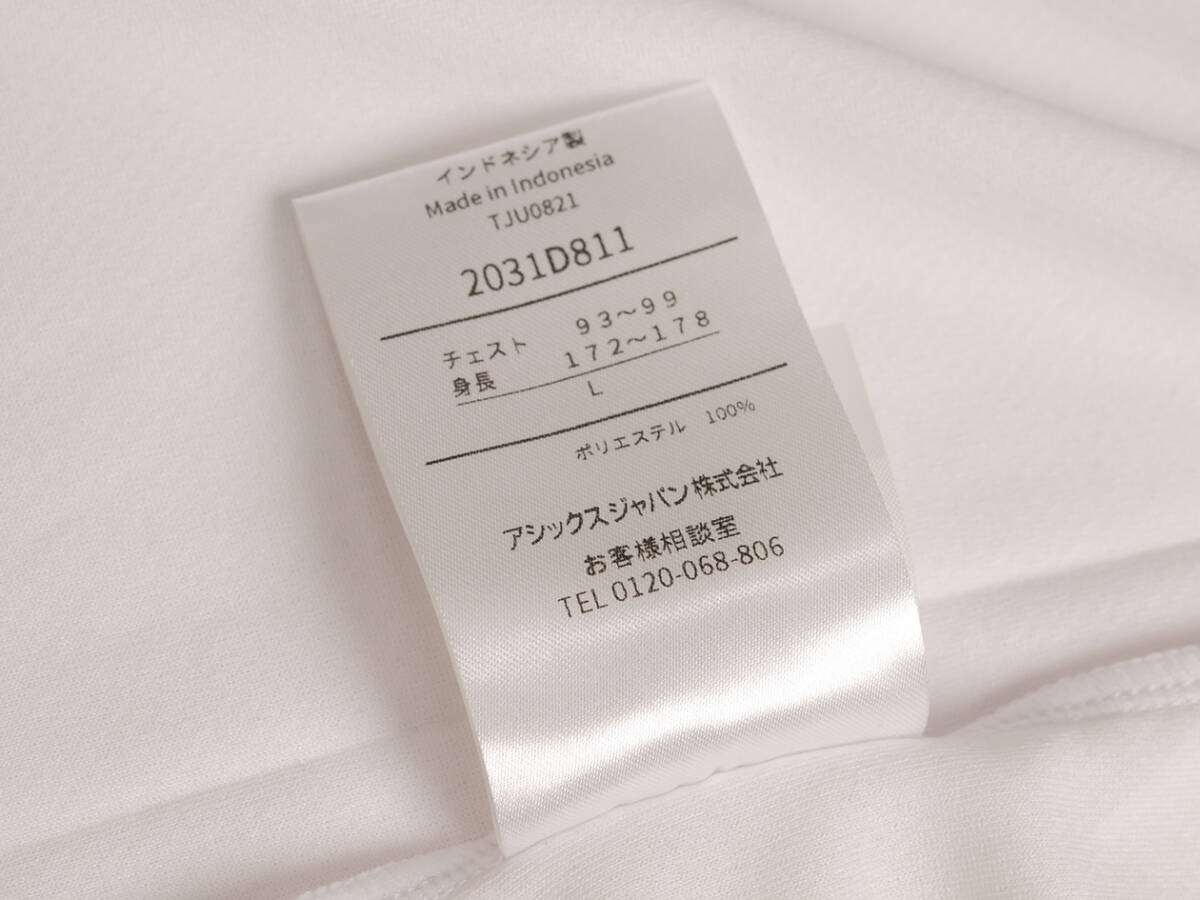 インドネシア製
Made in Indonesia
TJU0821
2031D811
チェスト ９３～９９
身長 １７２～１７８
L
ポリエステル 100%
アシックスジャパン株式会社
お客様相談室
TEL 0120-068-806